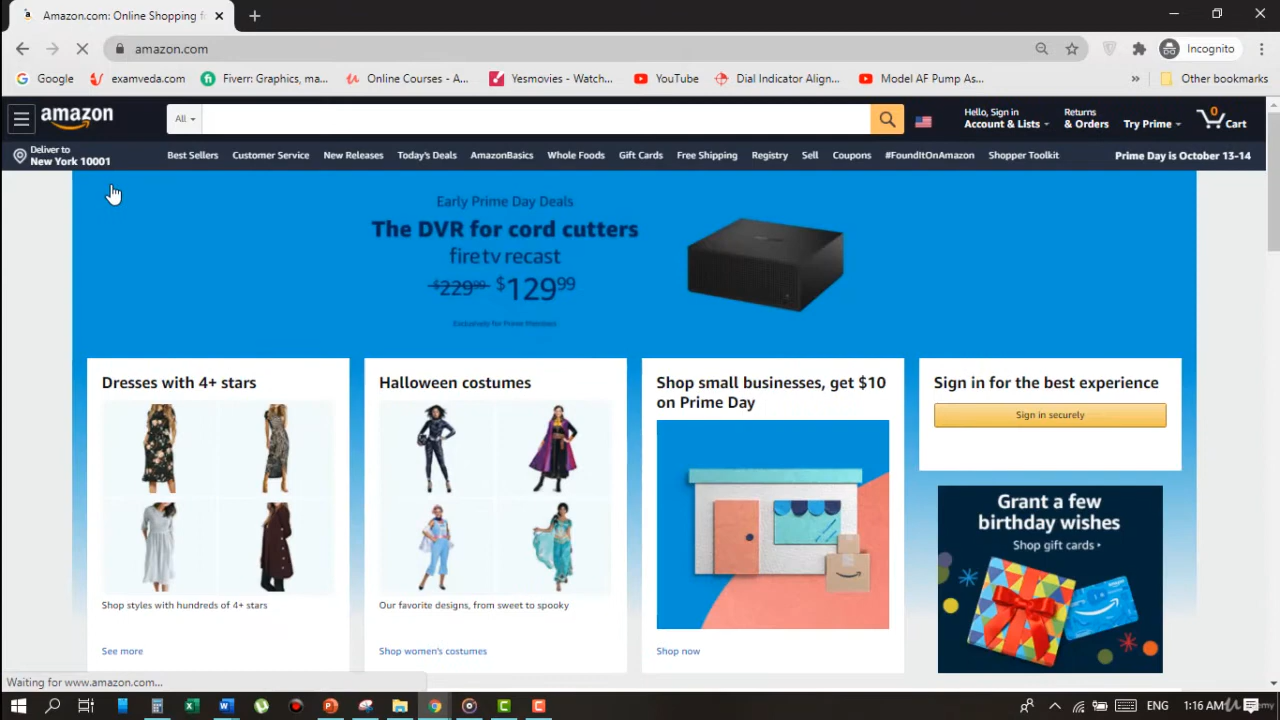 Amazon.com: Online Shopping f
amazon.com
Incognito
Google
examveda.com
Fiverr: Graphics, ma...
Online Courses - A...
Yesmovies - Watch...
YouTube
Dial Indicator Align...
Model AF Pump As...
»
Other bookmarks
amazon
All
Hello, Sign in
Account & Lists
Returns
& Orders
Try Prime
0
Cart
Deliver to
New York 10001
Best Sellers
Customer Service
New Releases
Today's Deals
AmazonBasics
Whole Foods
Gift Cards
Free Shipping
Registry
Sell
Coupons
#FoundItOnAmazon
Shopper Toolkit
Prime Day is October 13-14
Early Prime Day Deals
The DVR for cord cutters
fire tv recast
$229⁹⁹ $129⁹⁹
Exclusively for Prime Members
Dresses with 4+ stars
Shop styles with hundreds of 4+ stars
See more
Halloween costumes
Our favorite designs, from sweet to spooky
Shop women's costumes
Shop small businesses, get $10
on Prime Day
Shop now
Sign in for the best experience
Sign in securely
Grant a few
birthday wishes
Shop gift cards
Waiting for www.amazon.com...
ENG
1:16 AM